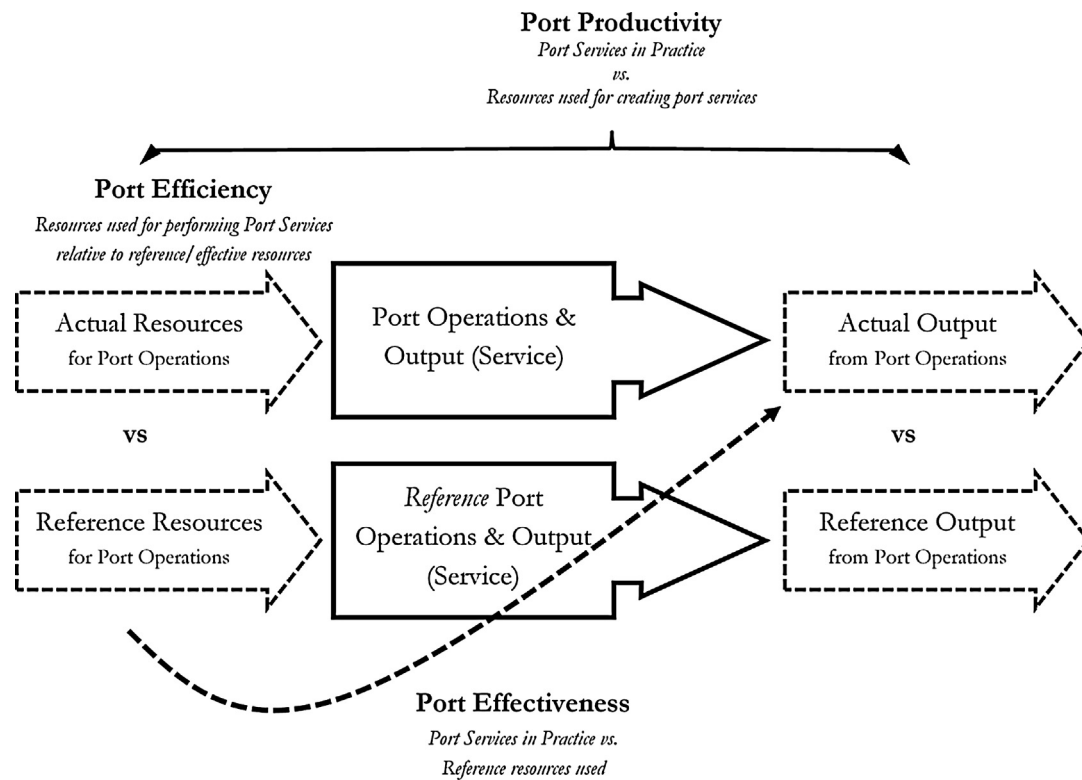 Port Productivity
Port Services in Practice
vs.
Resources used for creating port services
Port Efficiency
Resources used for performing Port Services
relative to reference/effective resources
Actual Resources
for Port Operations
Port Operations &
Output (Service)
Actual Output
from Port Operations
vs
vs
Reference Resources
for Port Operations
Reference Port
Operations & Output
(Service)
Reference Output
from Port Operations
Port Effectiveness
Port Services in Practice vs.
Reference resources used